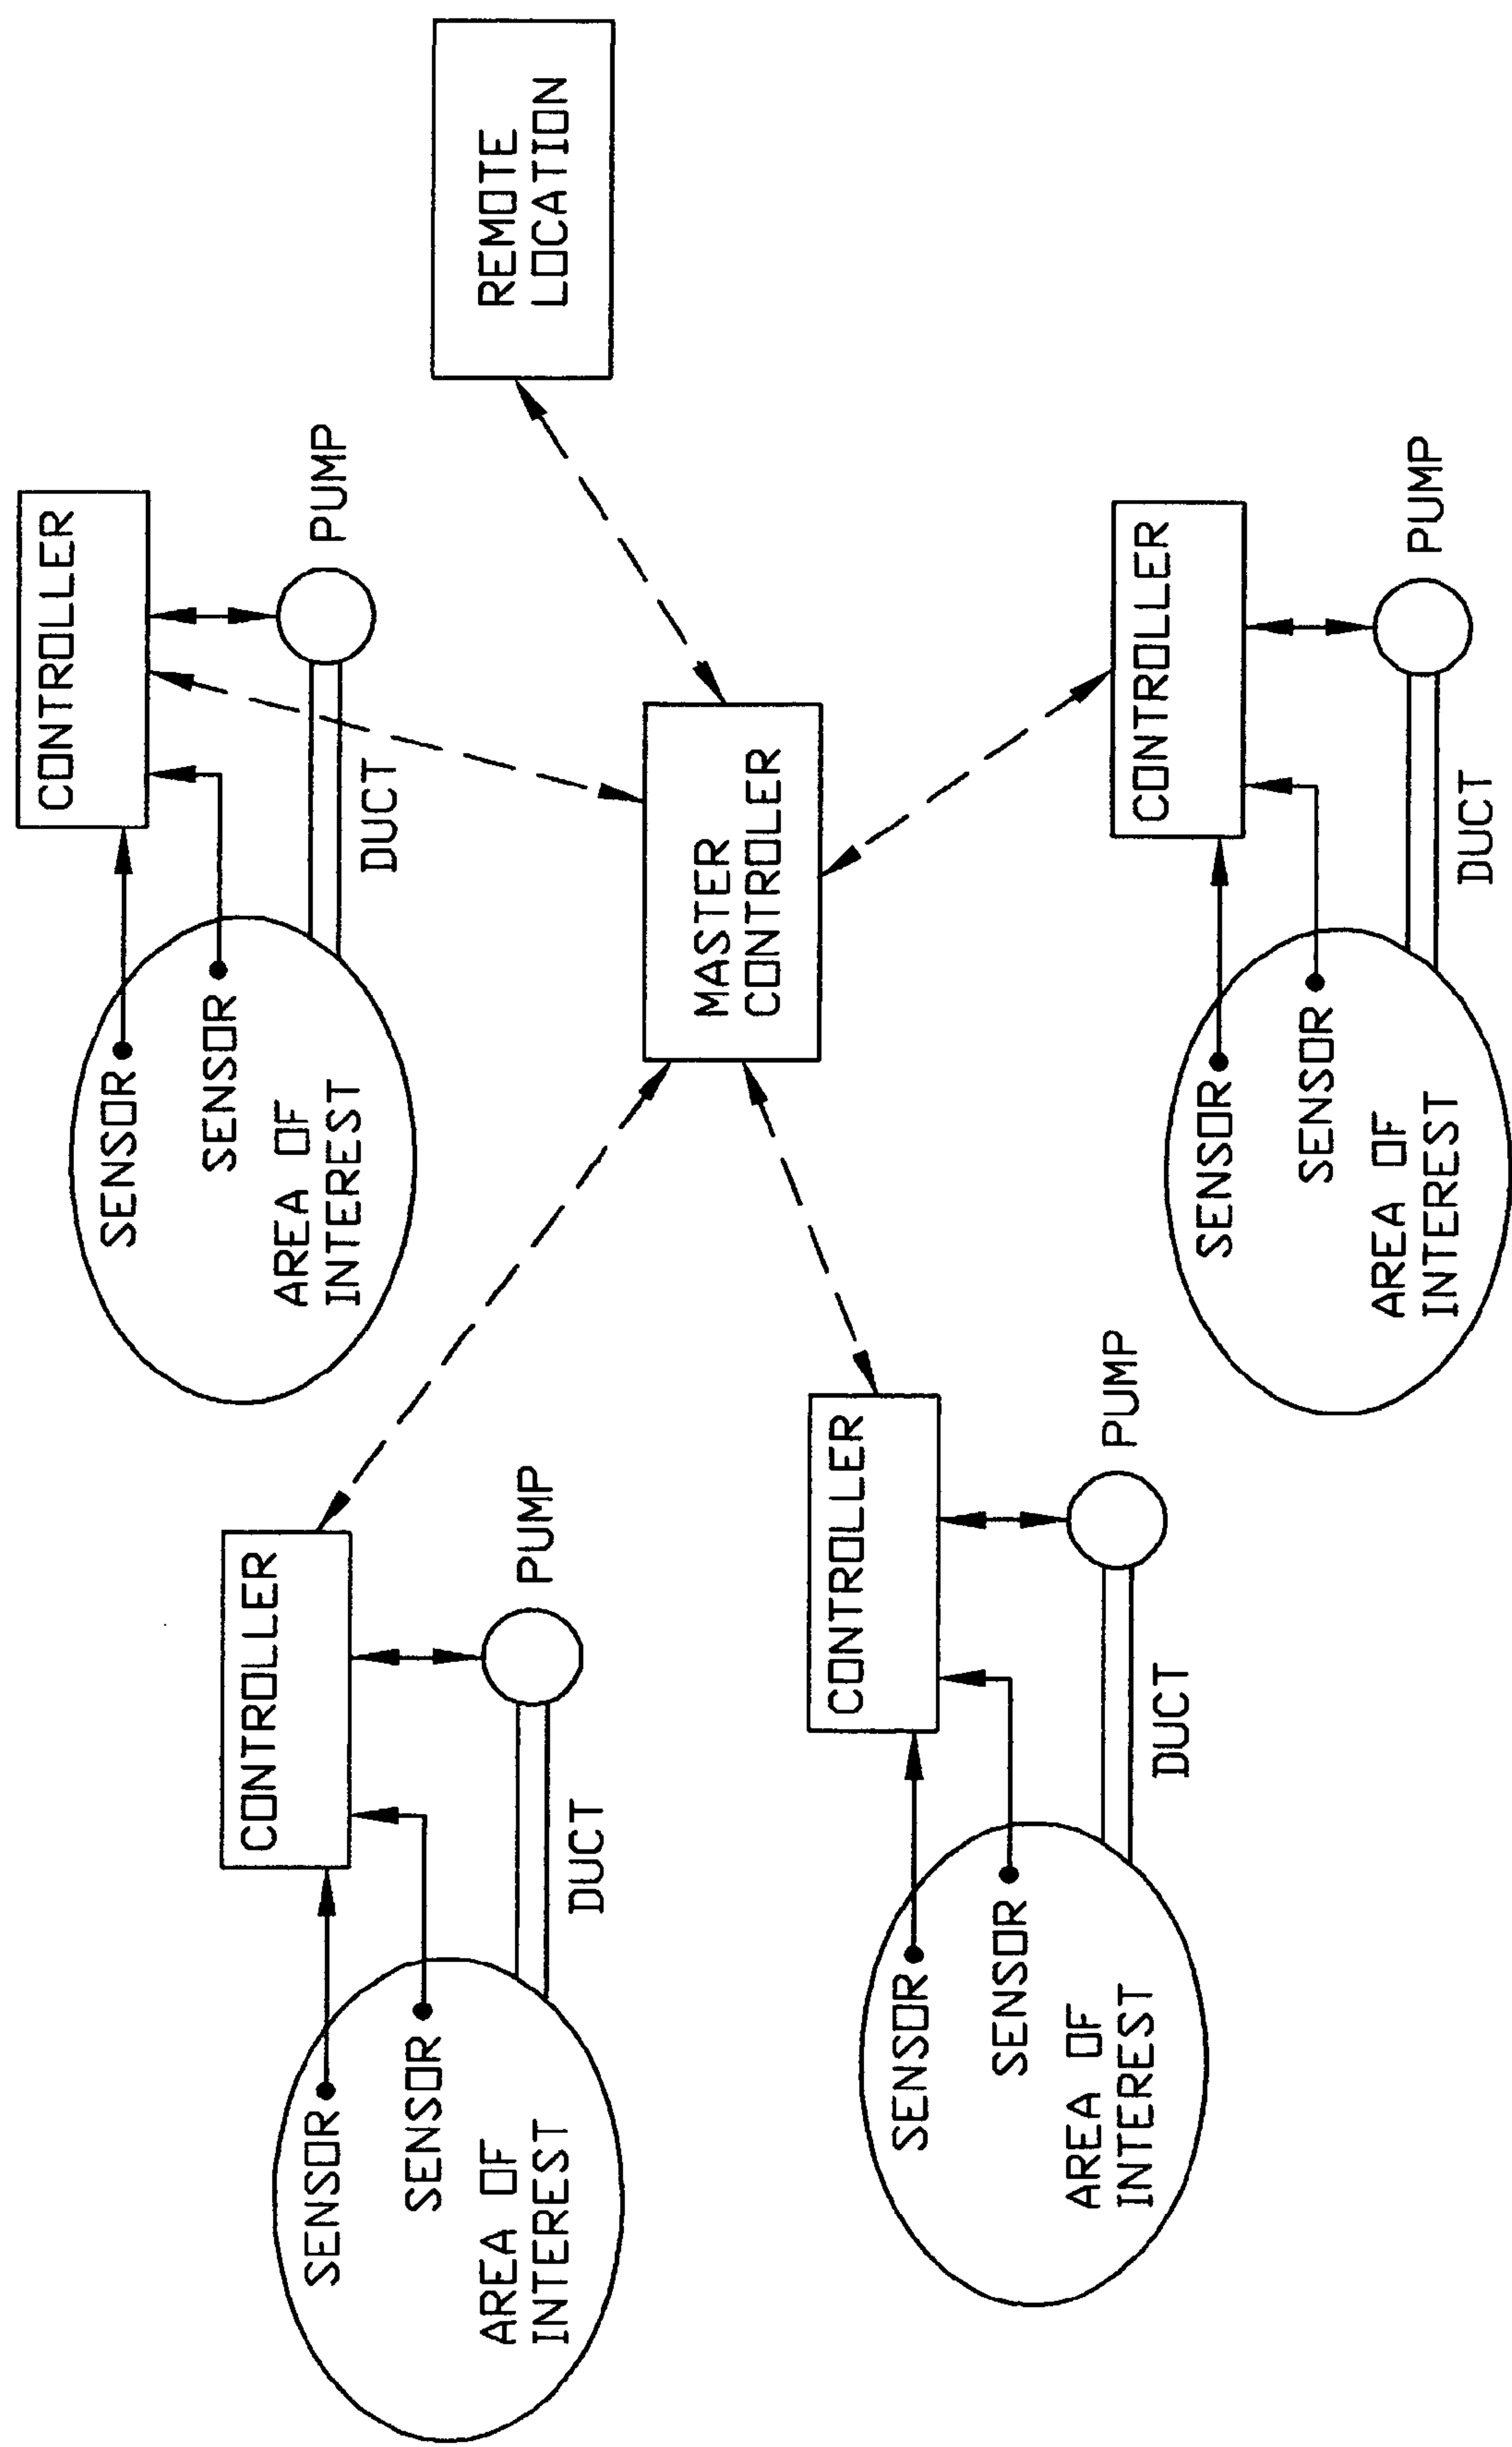 CONTROLLER
SENSOR
SENSOR
PUMP
AREA OF
INTEREST
DUCT
CONTROLLER
SENSOR
SENSOR
PUMP
AREA OF
INTEREST
DUCT
REMOTE
LOCATION
MASTER
CONTROLLER
CONTROLLER
SENSOR
SENSOR
PUMP
AREA OF
INTEREST
DUCT
CONTROLLER
SENSOR
SENSOR
PUMP
AREA OF
INTEREST
DUCT